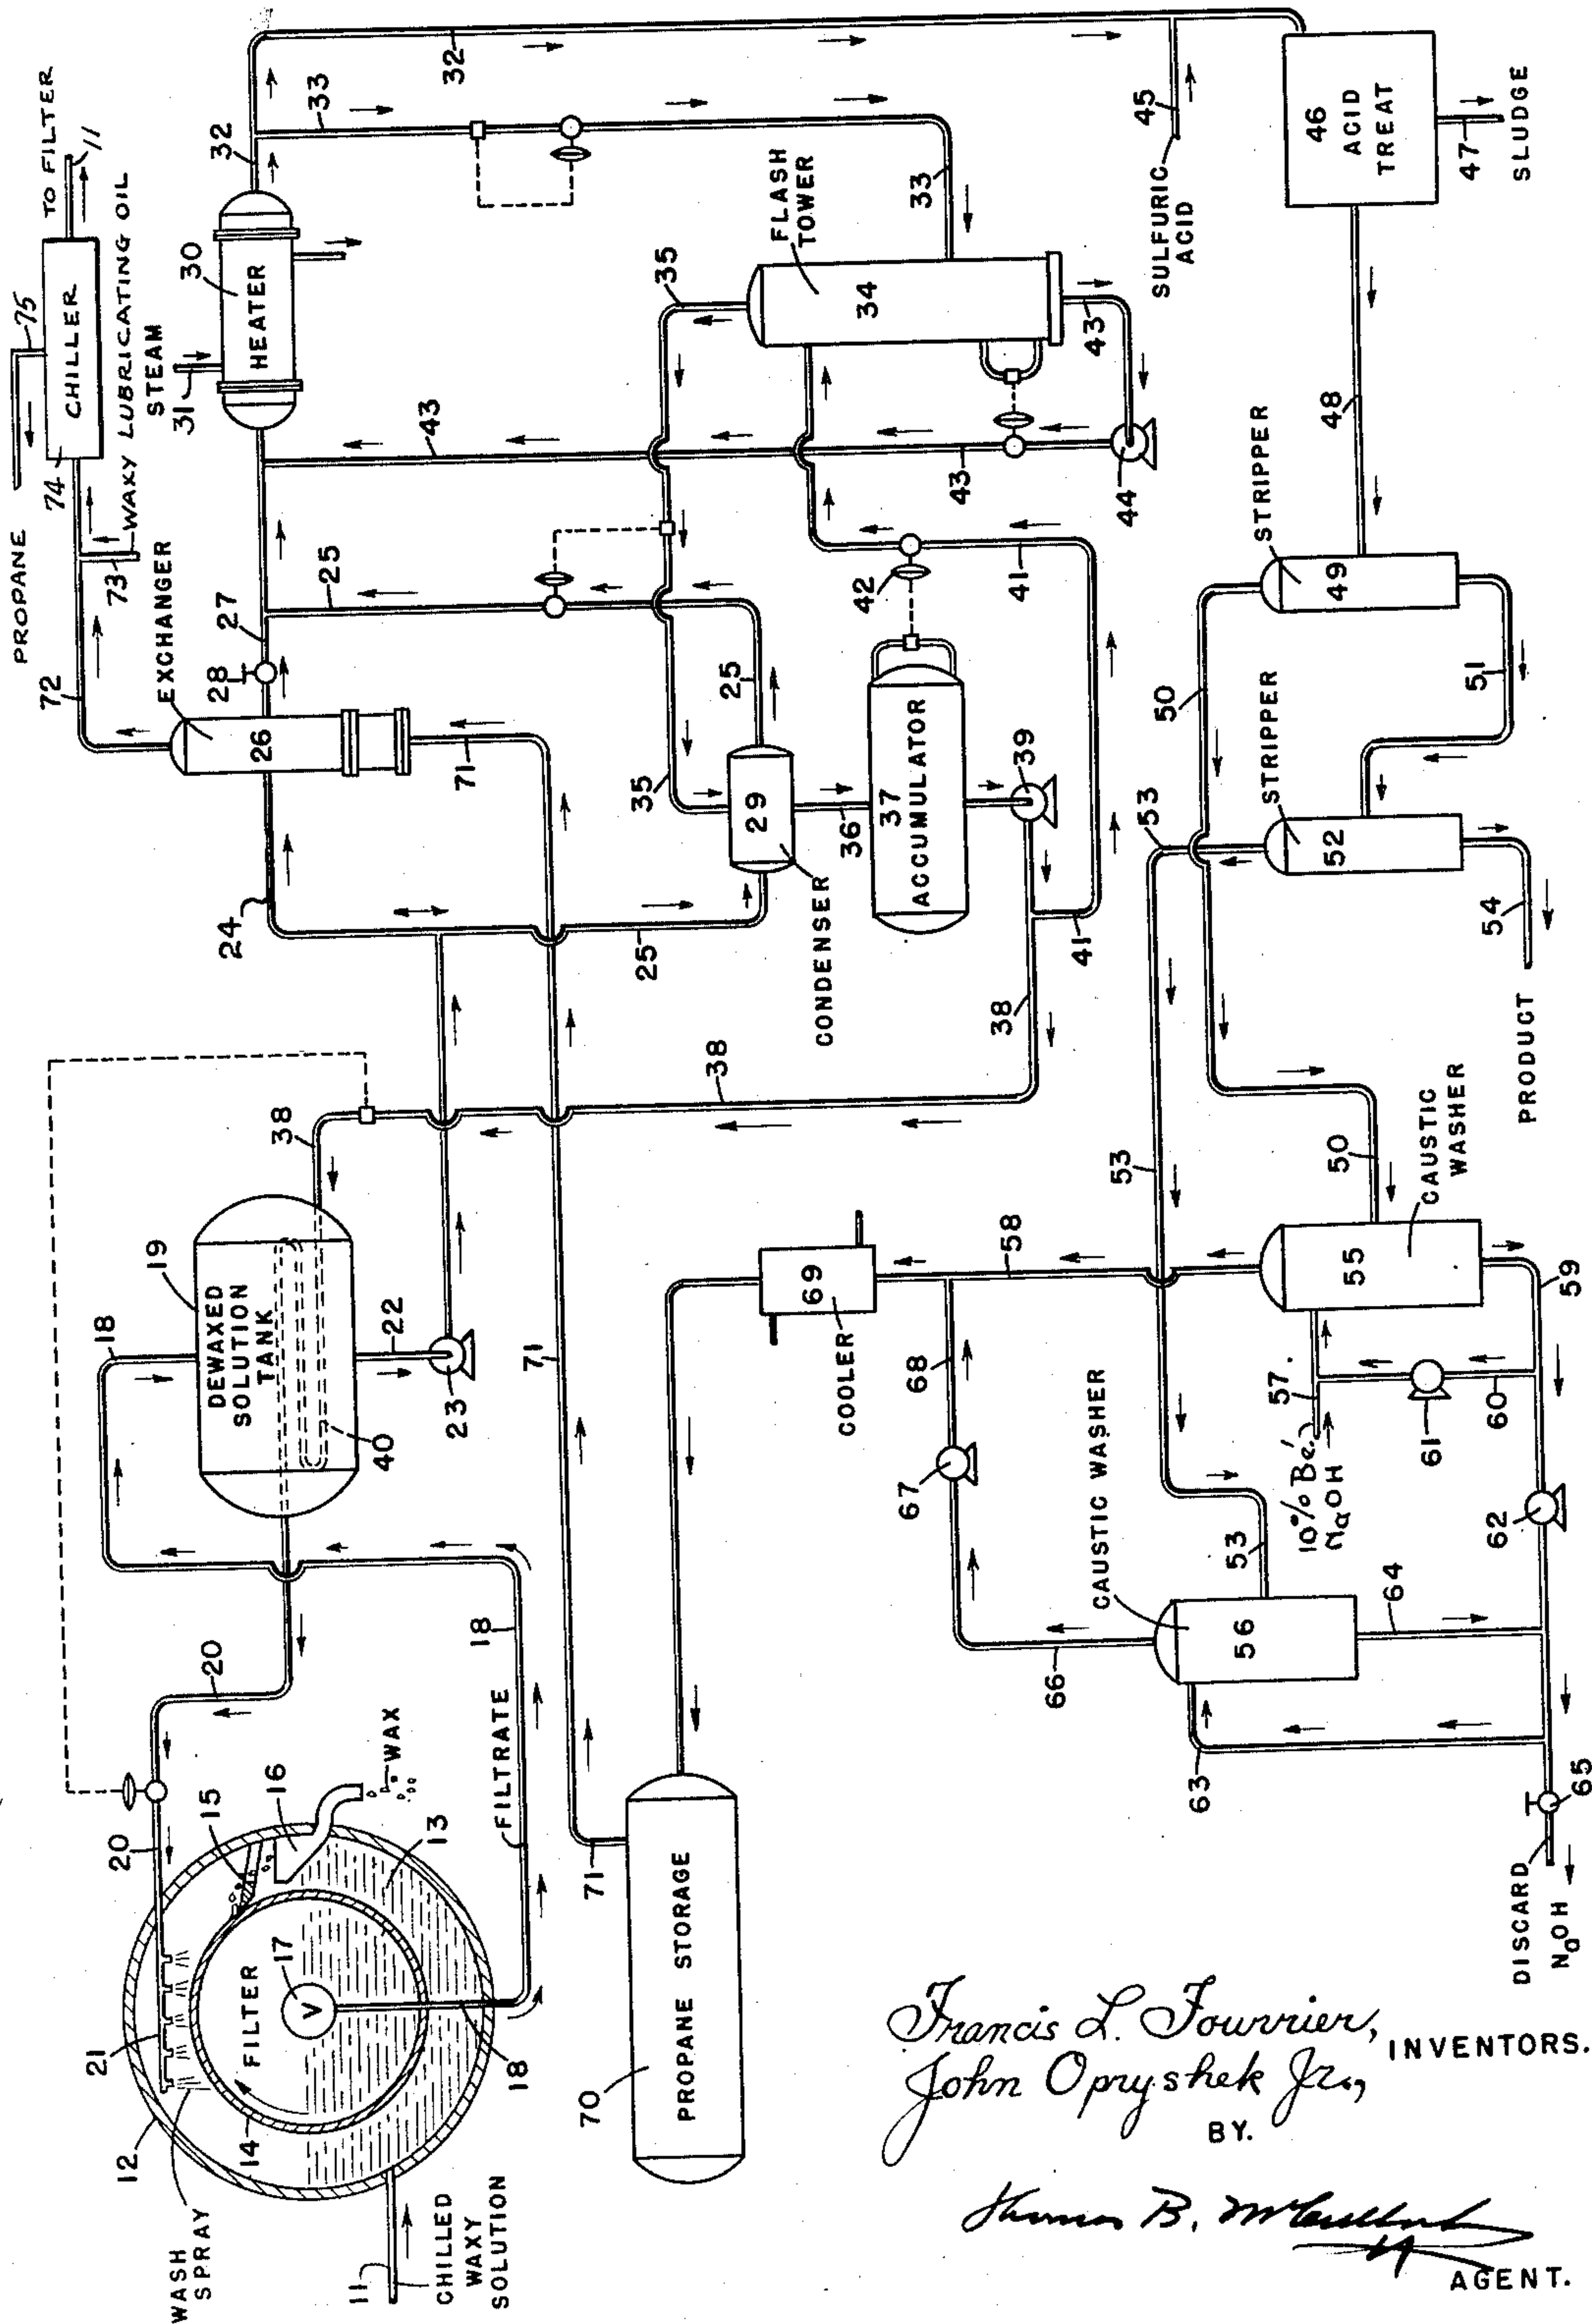 PROPANE
75
TO FILTER
11
CHILLER
74
72
73
WAXY LUBRICATING OIL
STEAM
31
30
HEATER
32
32
33
33
EXCHANGER
26
28
27
25
24
43
71
35
35
FLASH
TOWER
34
43
43
44
25
25
29
CONDENSER
36
37
ACCUMULATOR
39
42
41
41
38
38
38
SULFURIC
ACID
45
46
ACID
TREAT
47
SLUDGE
48
STRIPPER
49
50
51
STRIPPER
52
53
54
PRODUCT
19
DEWAXED
SOLUTION
TANK
18
22
23
40
20
20
18
FILTRATE
WAX
15
16
13
21
12
14
FILTER
17
V
18
WASH
SPRAY
11
CHILLED
WAXY
SOLUTION
71
71
70
PROPANE STORAGE
69
COOLER
58
68
67
66
53
53
50
CAUSTIC
WASHER
55
59
57.
10% Bé.
NaOH
61
60
62
CAUSTIC WASHER
56
64
63
65
DISCARD
NaOH
Francis L. Fourrier,
John Opryshek Jr.,
INVENTORS.
BY.
AGENT.